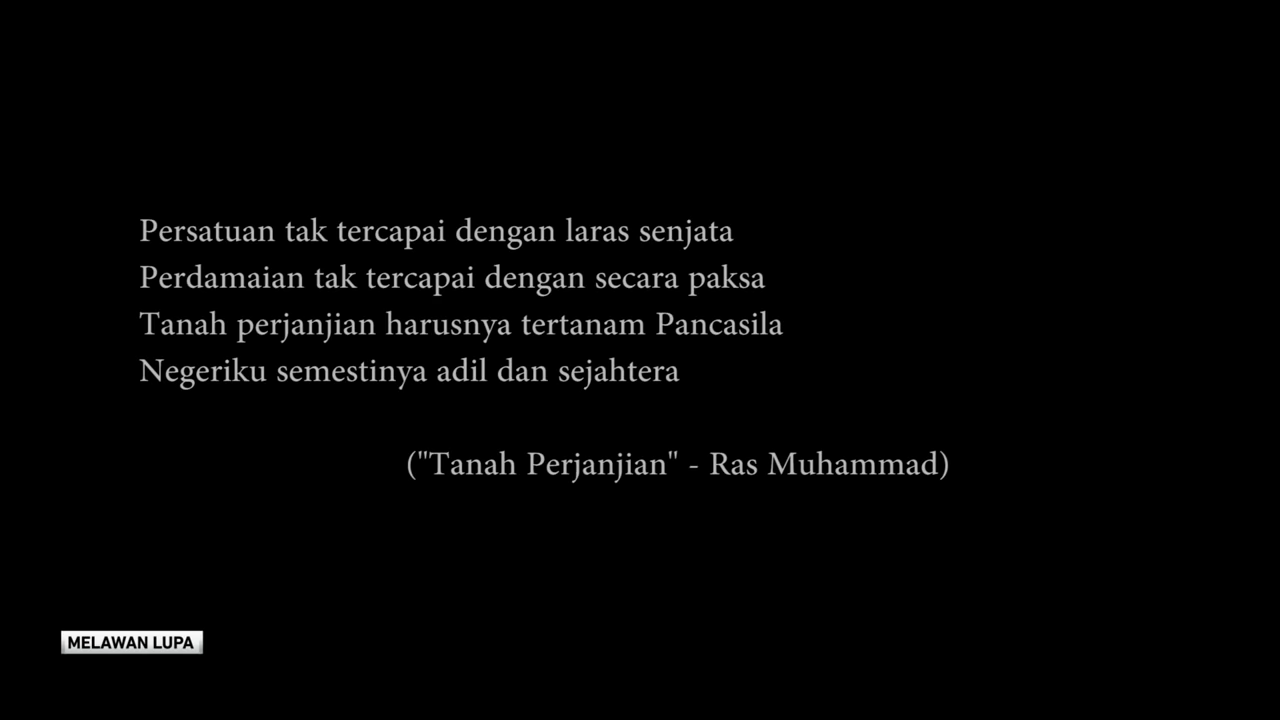 Persatuan tak tercapai dengan laras senjata
Perdamaian tak tercapai dengan secara paksa
Tanah perjanjian harusnya tertanam Pancasila
Negeriku semestinya adil dan sejahtera
("Tanah Perjanjian" - Ras Muhammad)
MELAWAN LUPA